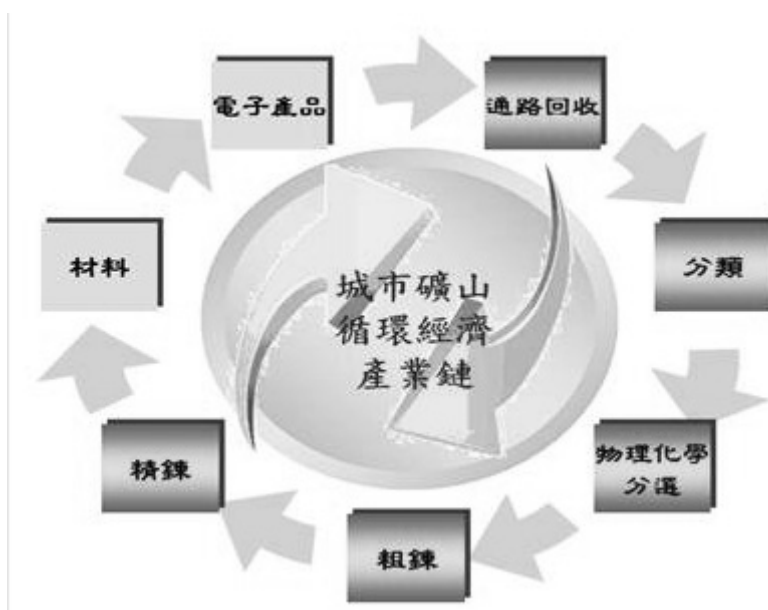 電子產品
通路回收
分類
物理化學
分選
粗鍊
精鍊
材料
城市礦山
循環經濟
產業鏈